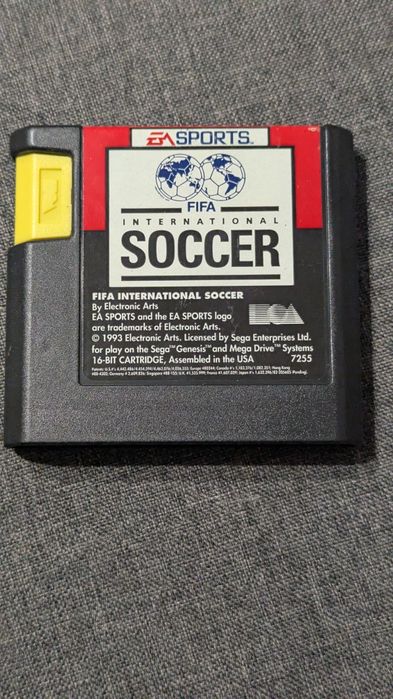 EA SPORTS™
FIFA
INTERNATIONAL
SOCCER
FIFA INTERNATIONAL SOCCER
By Electronic Arts
EA SPORTS and the EA SPORTS logo
are trademarks of Electronic Arts.
© 1993 Electronic Arts. Licensed by Sega Enterprises Ltd.
for play on the Sega™ Genesis™ and Mega Drive™ Systems
16-BIT CARTRIDGE, Assembled in the USA 7255